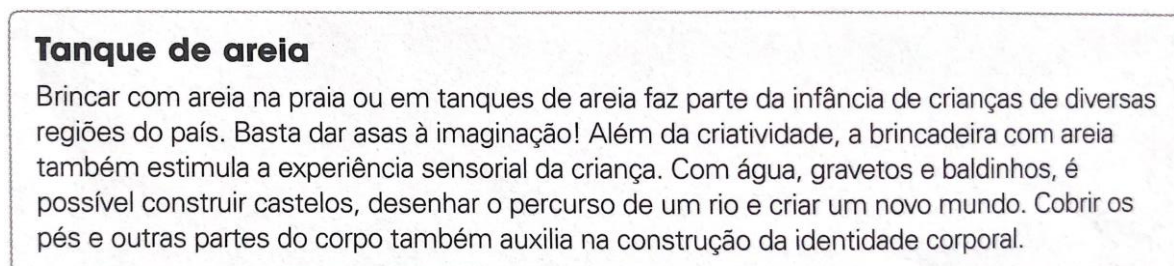 Tanque de areia
Brincar com areia na praia ou em tanques de areia faz parte da infância de crianças de diversas
regiões do país. Basta dar asas à imaginação! Além da criatividade, a brincadeira com areia
também estimula a experiência sensorial da criança. Com água, gravetos e baldinhos, é
possível construir castelos, desenhar o percurso de um rio e criar um novo mundo. Cobrir os
pés e outras partes do corpo também auxilia na construção da identidade corporal.